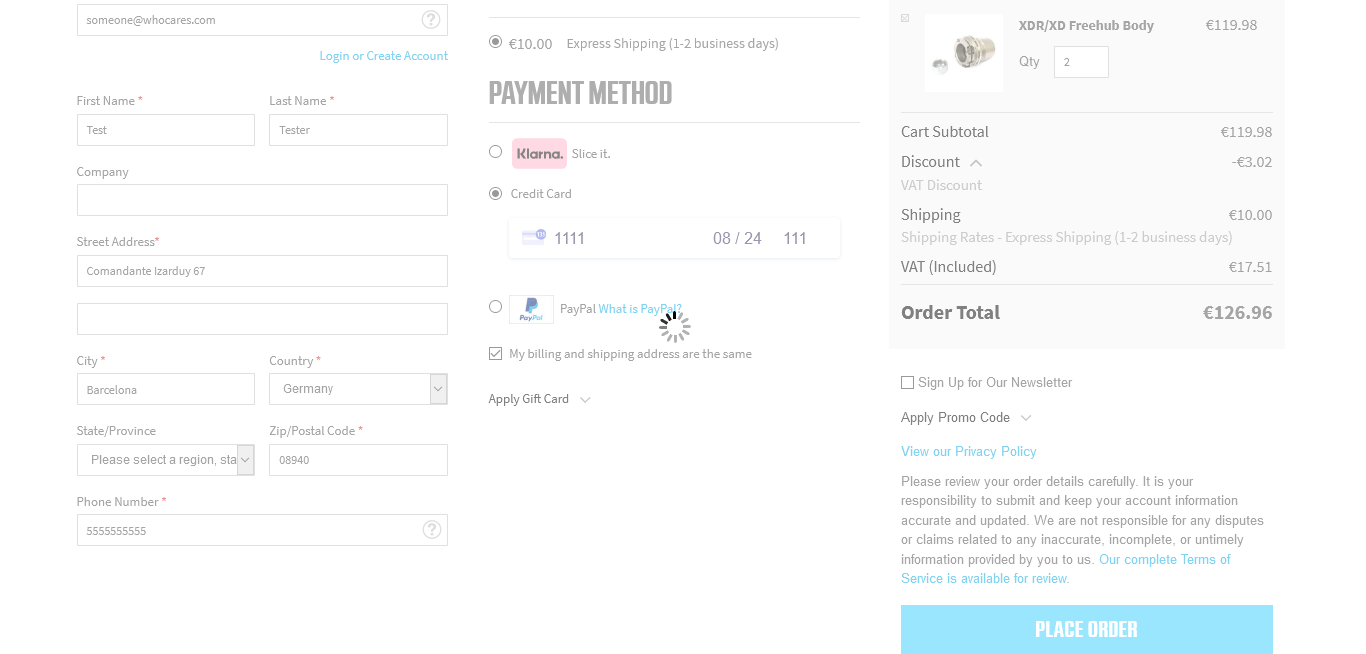 someone@whocares.com
?
Login or Create Account
First Name *
Last Name *
Test
Tester
Company
Street Address*
Comandante Izarduy 67
City *
Country *
Barcelona
Germany
State/Province
Zip/Postal Code *
Please select a region, sta
08940
Phone Number *
5555555555
?
€10.00 Express Shipping (1-2 business days)
PAYMENT METHOD
Klarna. Slice it.
Credit Card
1111 08 / 24 111
PayPal PayPal What is PayPal?
My billing and shipping address are the same
Apply Gift Card
XDR/XD Freehub Body €119.98
Qty 2
Cart Subtotal €119.98
Discount -€3.02
VAT Discount
Shipping €10.00
Shipping Rates - Express Shipping (1-2 business days)
VAT (Included) €17.51
Order Total €126.96
Sign Up for Our Newsletter
Apply Promo Code
View our Privacy Policy
Please review your order details carefully. It is your
responsibility to submit and keep your account information
accurate and updated. We are not responsible for any disputes
or claims related to any inaccurate, incomplete, or untimely
information provided by you to us. Our complete Terms of
Service is available for review.
PLACE ORDER